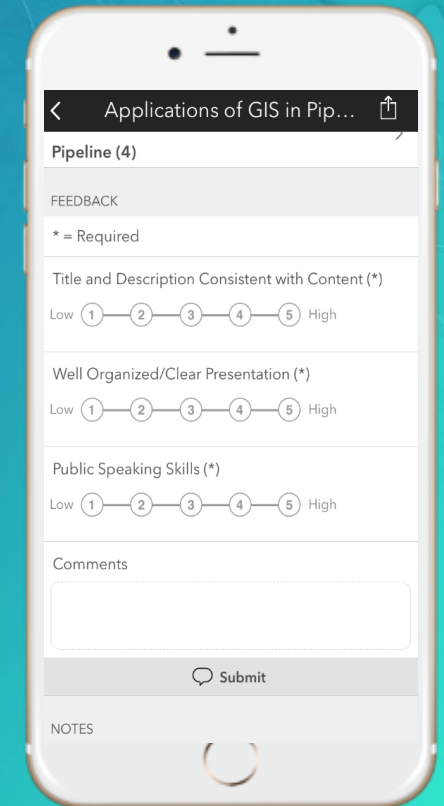 Applications of GIS in Pip...
Pipeline (4)
FEEDBACK
* = Required
Title and Description Consistent with Content (*)
Low 1 2 3 4 5 High
Well Organized/Clear Presentation (*)
Low 1 2 3 4 5 High
Public Speaking Skills (*)
Low 1 2 3 4 5 High
Comments
Submit
NOTES